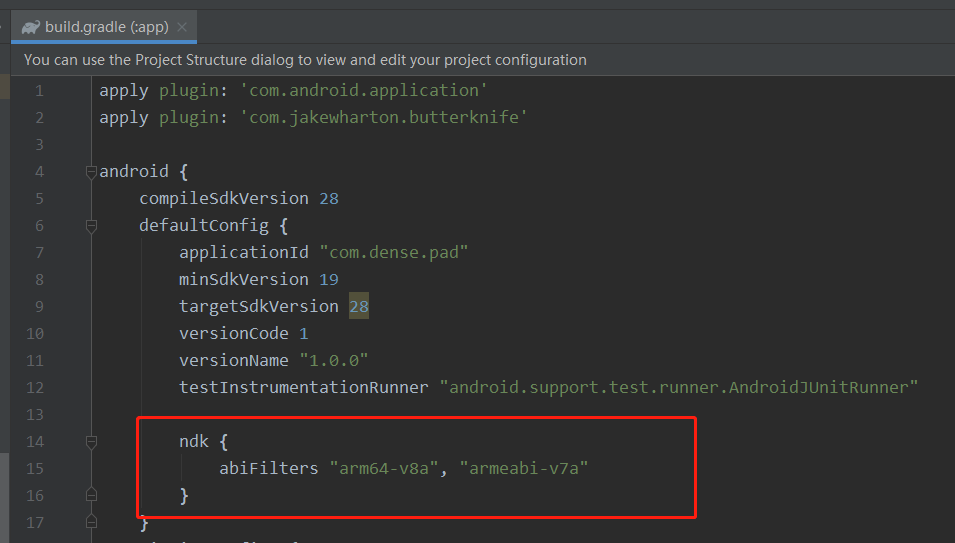 build.gradle (:app)
You can use the Project Structure dialog to view and edit your project configuration
1 apply plugin: 'com.android.application'
2 apply plugin: 'com.jakewharton.butterknife'
3
4 android {
5 compileSdkVersion 28
6 defaultConfig {
7 applicationId "com.dense.pad"
8 minSdkVersion 19
9 targetSdkVersion 28
10 versionCode 1
11 versionName "1.0.0"
12 testInstrumentationRunner "android.support.test.runner.AndroidJUnitRunner"
13
14 ndk {
15 abiFilters "arm64-v8a", "armeabi-v7a"
16 }
17 }